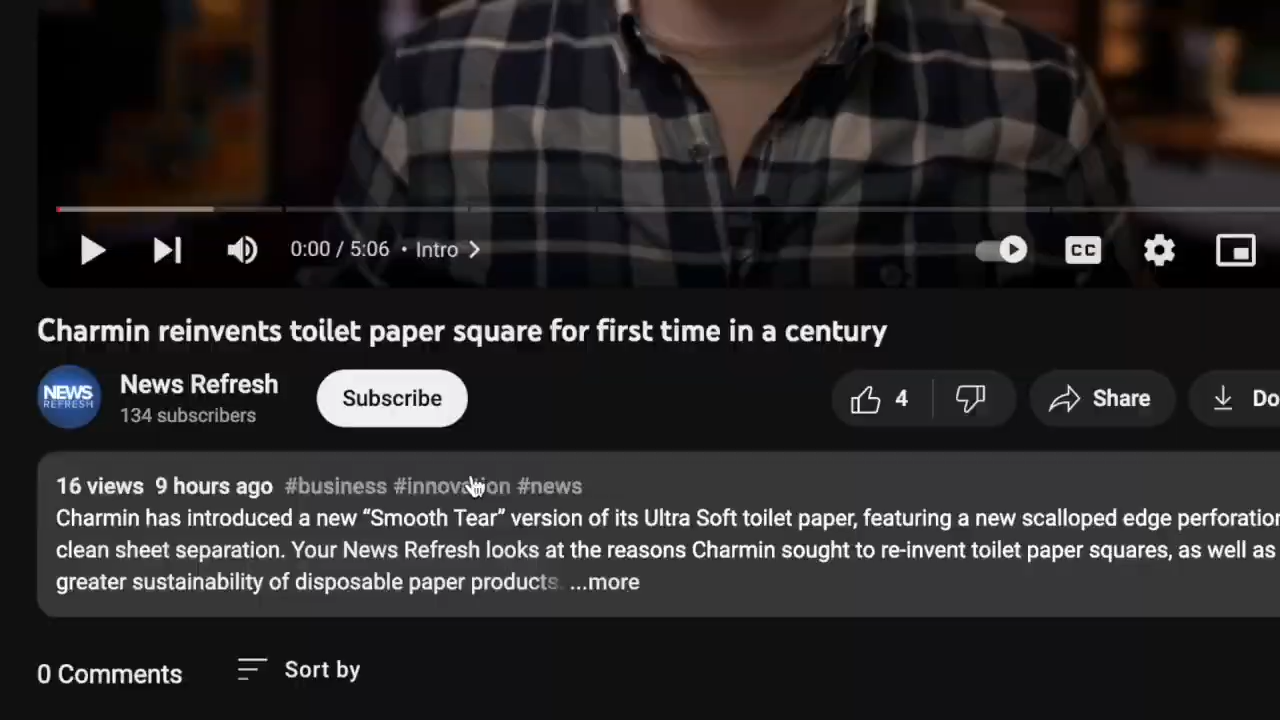 0:00 / 5:06 • Intro
CC
Charmin reinvents toilet paper square for first time in a century
NEWS
REFRESH
News Refresh
134 subscribers
Subscribe
4
Share
Do
16 views 9 hours ago #business #innovation #news
Charmin has introduced a new “Smooth Tear” version of its Ultra Soft toilet paper, featuring a new scalloped edge perforation
clean sheet separation. Your News Refresh looks at the reasons Charmin sought to re-invent toilet paper squares, as well as
greater sustainability of disposable paper products. ...more
0 Comments
Sort by